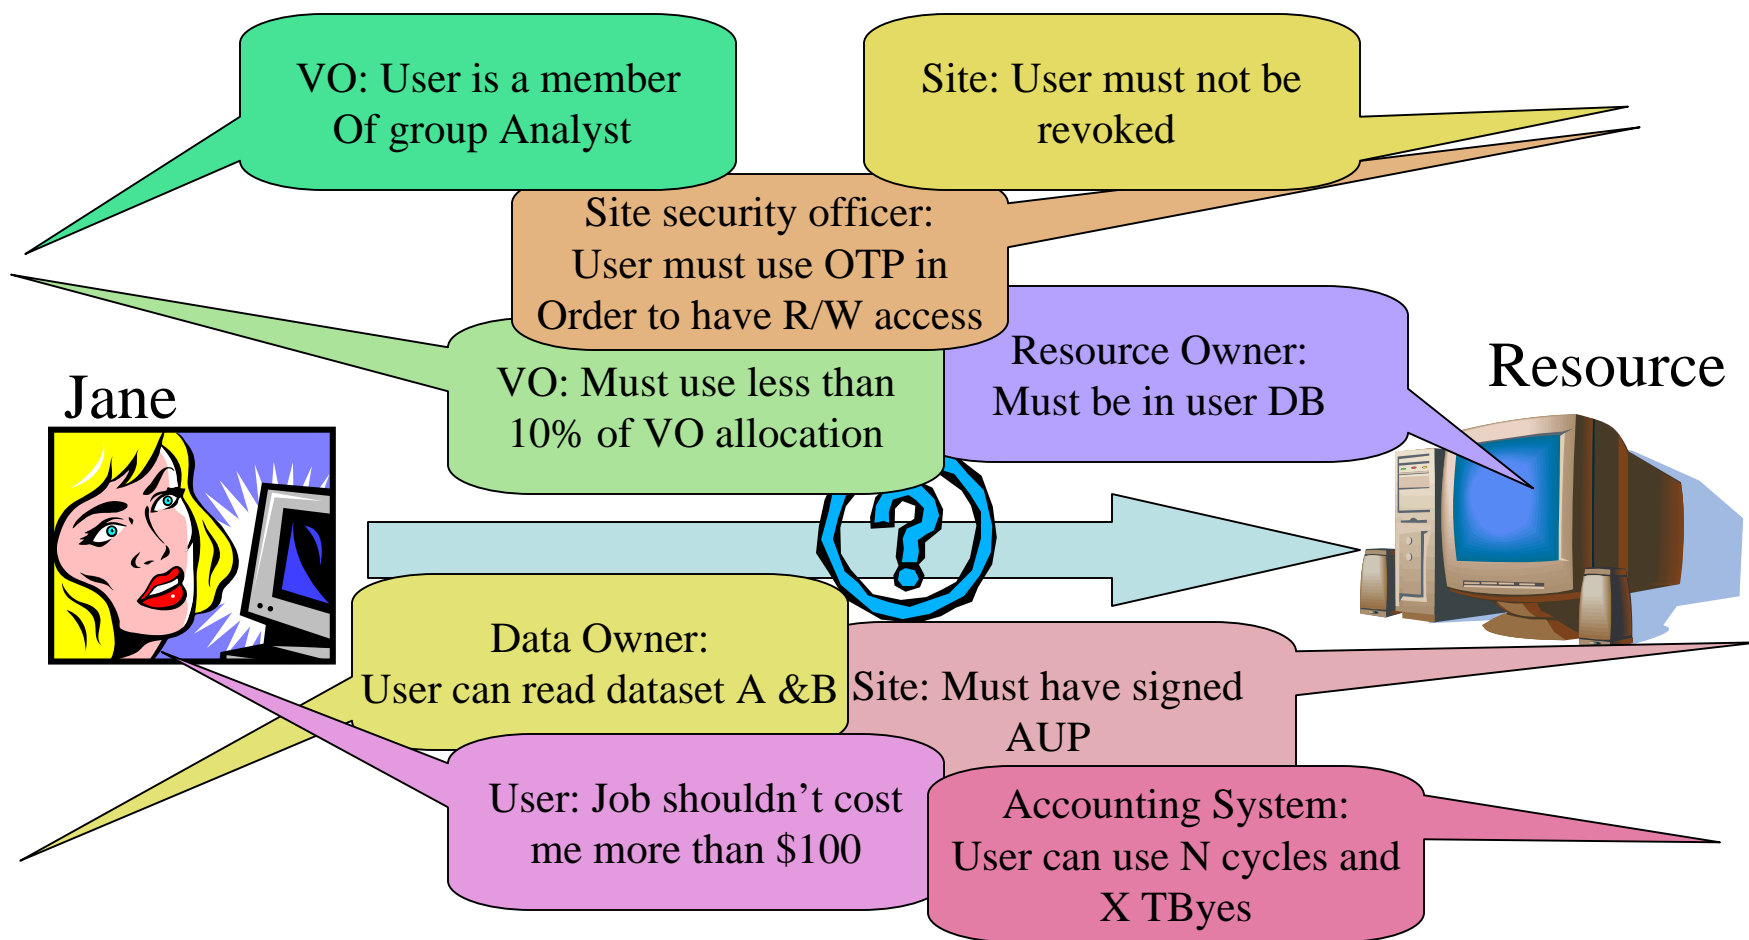 VO: User is a member
Of group Analyst
Site: User must not be
revoked
Site security officer:
User must use OTP in
Order to have R/W access
Resource Owner:
Must be in user DB
Resource
VO: Must use less than
10% of VO allocation
Jane
Data Owner:
User can read dataset A &B
Site: Must have signed
AUP
User: Job shouldn’t cost
me more than $100
Accounting System:
User can use N cycles and
X TByes